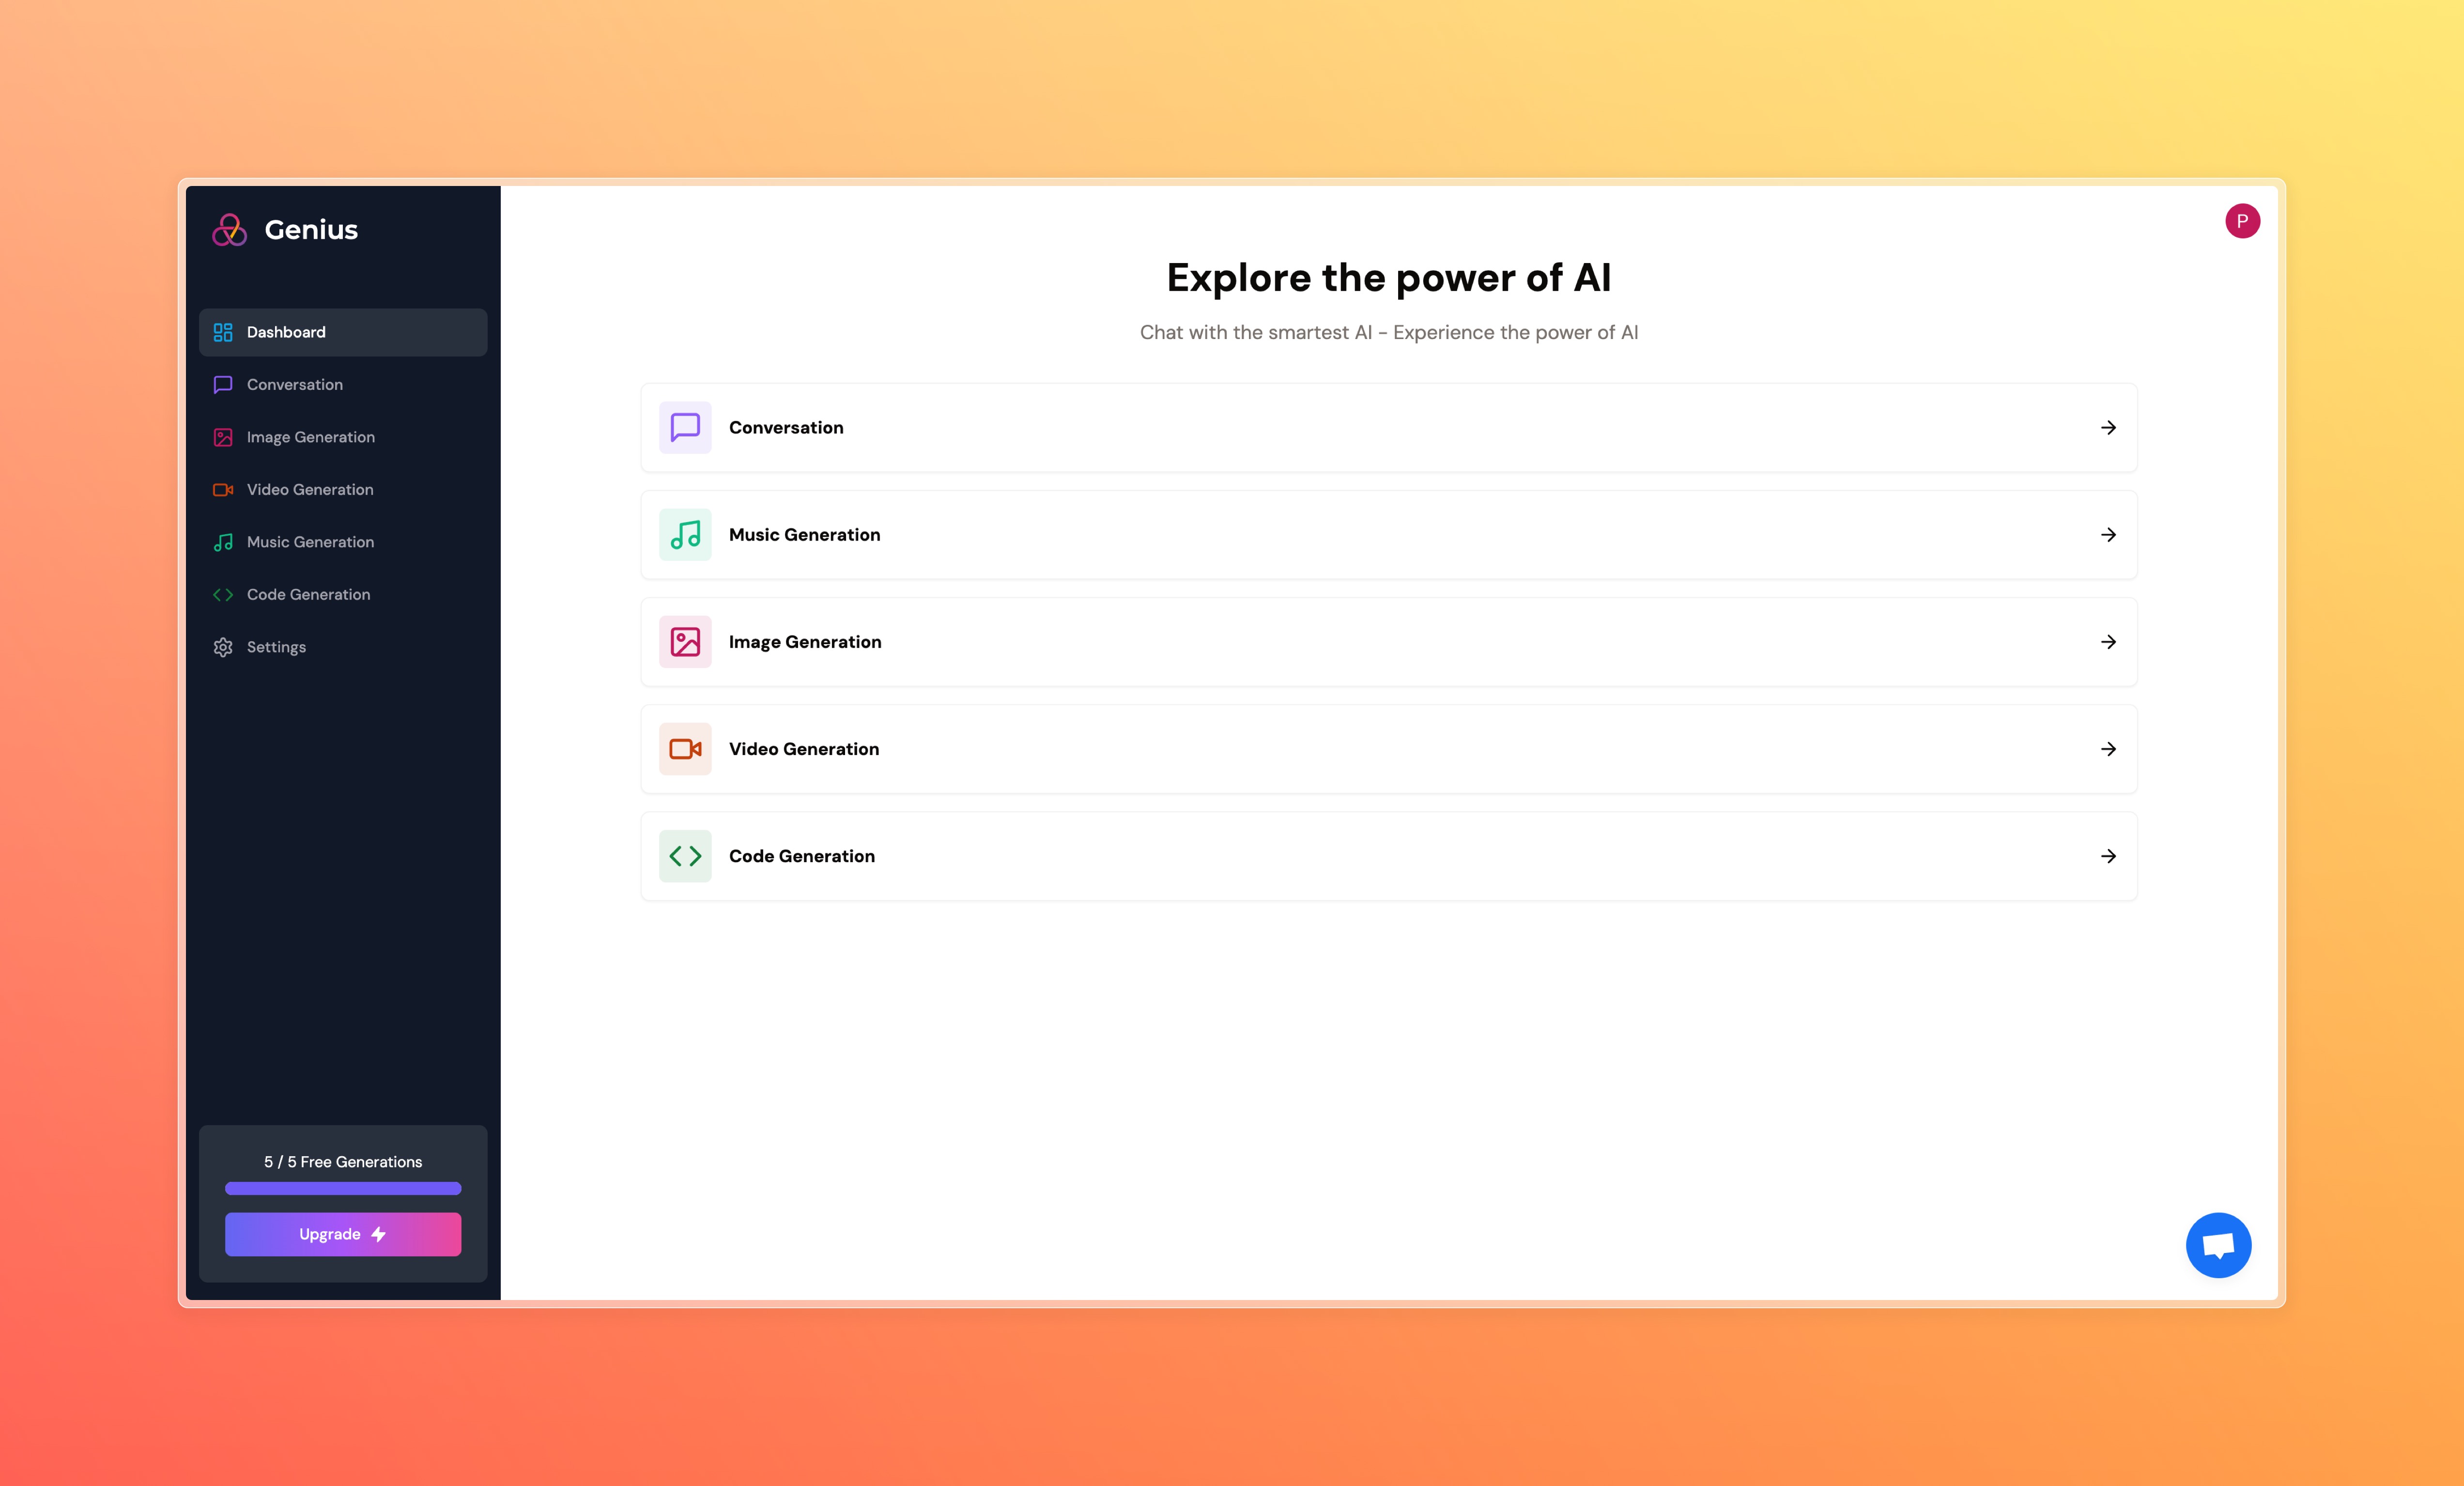 Genius
Dashboard
Conversation
Image Generation
Video Generation
Music Generation
Code Generation
Settings
5 / 5 Free Generations
Upgrade
P
Explore the power of AI
Chat with the smartest AI - Experience the power of AI
Conversation
Music Generation
Image Generation
Video Generation
Code Generation